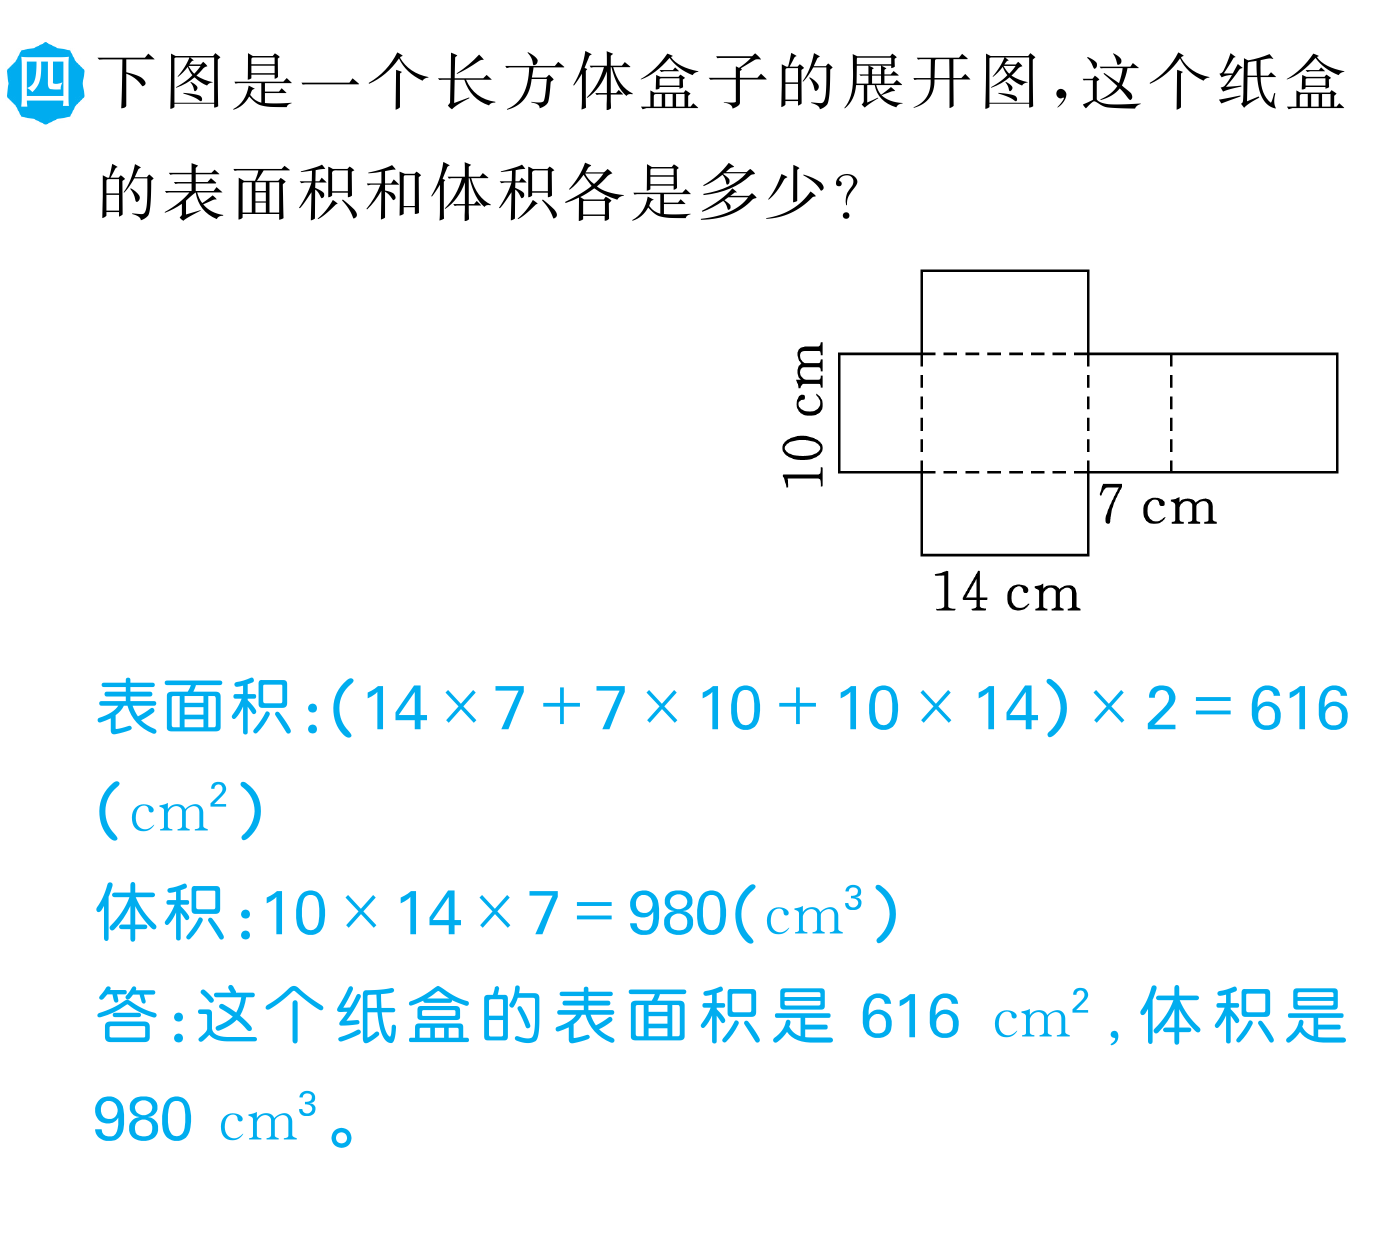 四 下图是一个长方体盒子的展开图,这个纸盒
的表面积和体积各是多少?
10 cm
7 cm
14 cm
表面积:(14×7+7×10+10×14)×2=616
(cm²)
体积:10×14×7=980(cm³)
答:这个纸盒的表面积是 616 cm²,体积是
980 cm³。